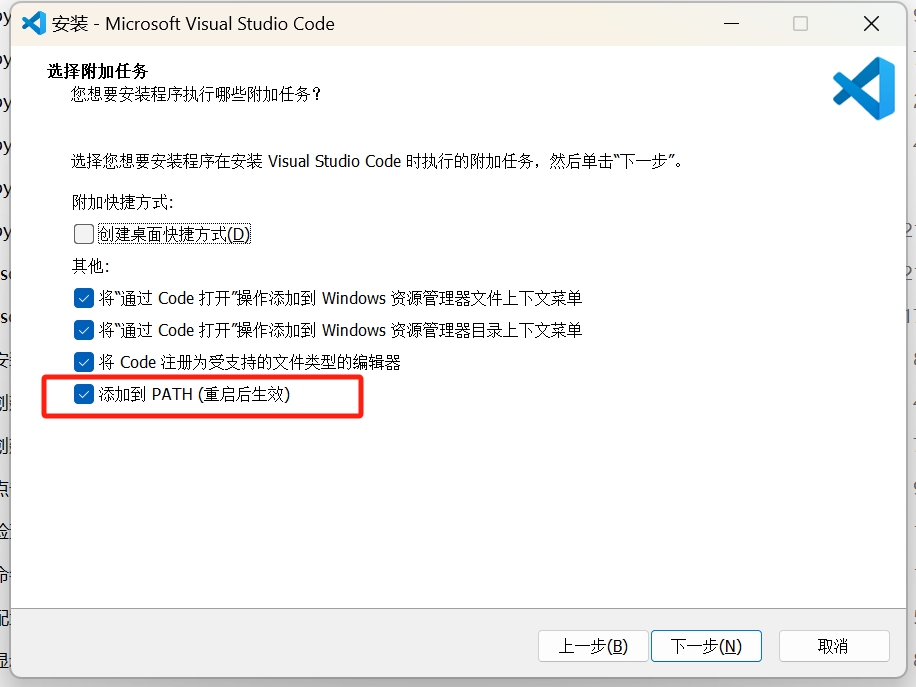 安装 - Microsoft Visual Studio Code
选择附加任务
您想要安装程序执行哪些附加任务？
选择您想要安装程序在安装 Visual Studio Code 时执行的附加任务，然后单击“下一步”。
附加快捷方式:
创建桌面快捷方式(D)
其他:
将“通过 Code 打开”操作添加到 Windows 资源管理器文件上下文菜单
将“通过 Code 打开”操作添加到 Windows 资源管理器目录上下文菜单
将 Code 注册为受支持的文件类型的编辑器
添加到 PATH (重启后生效)
上一步(B)
下一步(N)
取消